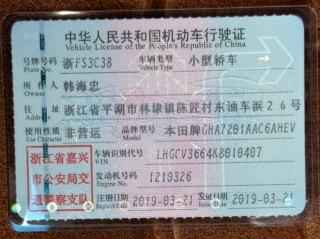 中华人民共和国机动车行驶证
Vehicle License of the People's Republic of China
号牌号码 浙FS3C38 车辆类型 小型轿车
Plate No. Vehicle Type
所有人 韩海忠
Owner
住址 浙江省平湖市林埭镇陈匠村东油车浜26号
Address
使用性质 非营运 品牌型号 本田牌GHA7201AAC6AHEV
Use Character Model
浙江省嘉兴
市公安局交
通警察支队
车辆识别代号 LHGCV3664K8018407
VIN
发动机号码 1219326
Engine No.
注册日期 2019-03-21 发证日期 2019-03-21
Register Date Issue Date